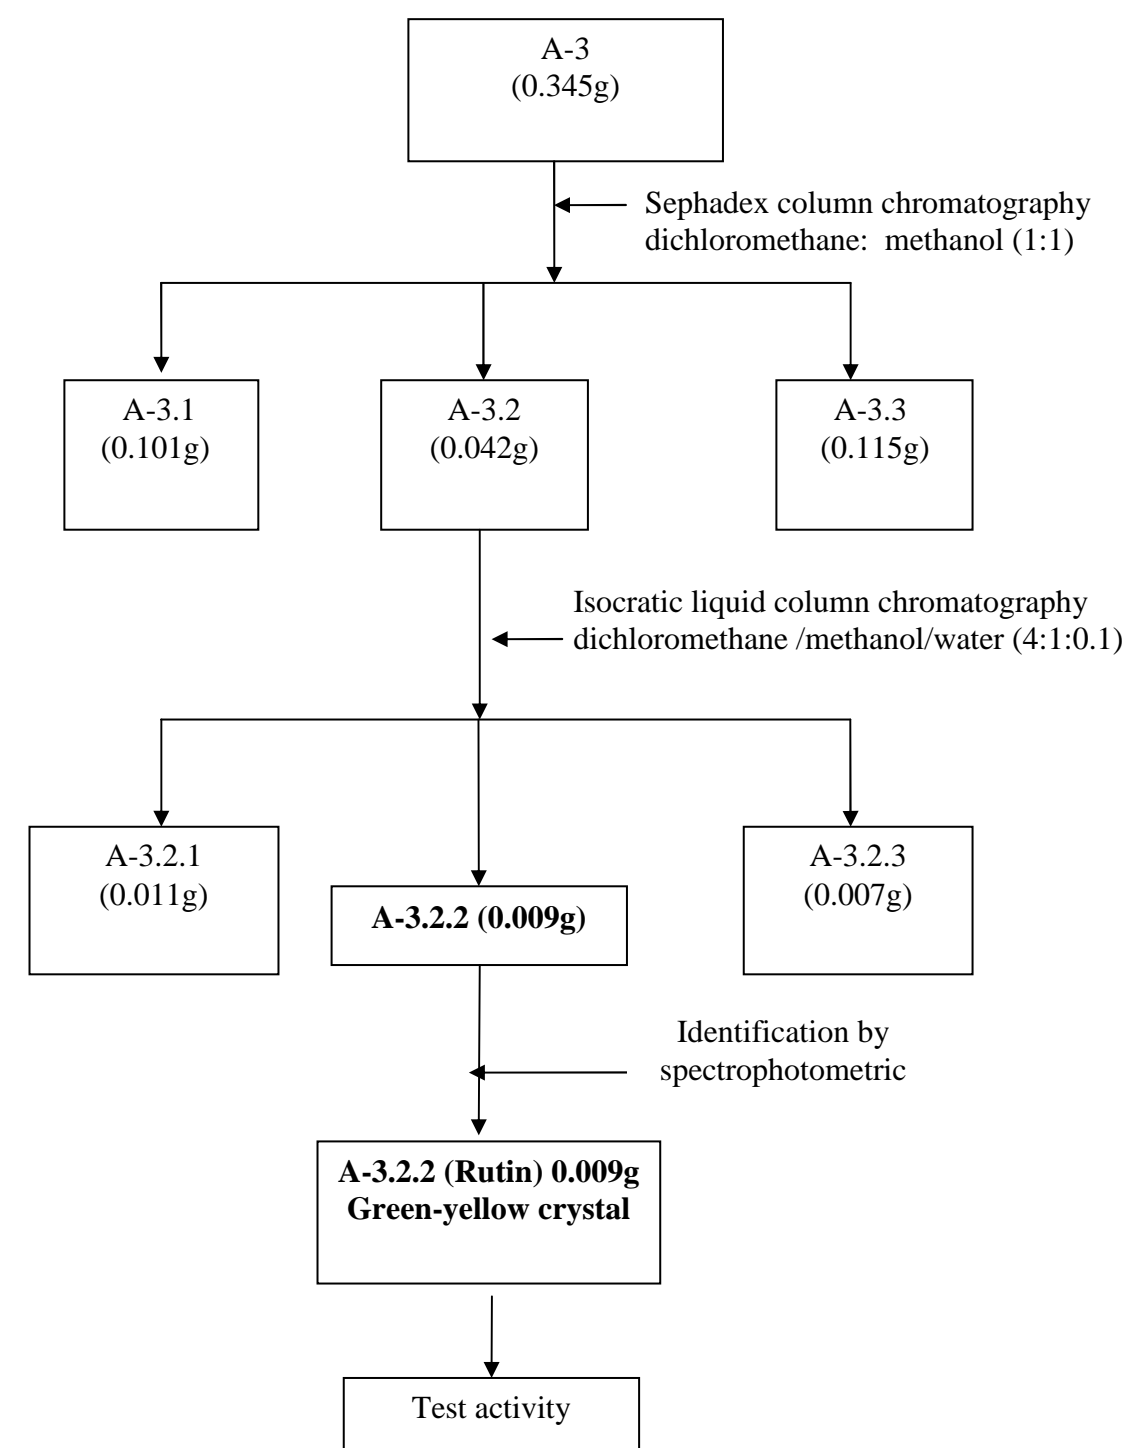 A-3
(0.345g)
Sephadex column chromatography
dichloromethane:  methanol (1:1)
A-3.1
(0.101g)
A-3.2
(0.042g)
A-3.3
(0.115g)
Isocratic liquid column chromatography
dichloromethane /methanol/water (4:1:0.1)
A-3.2.1
(0.011g)
A-3.2.2 (0.009g)
A-3.2.3
(0.007g)
Identification by
spectrophotometric
A-3.2.2 (Rutin) 0.009g
Green-yellow crystal
Test activity